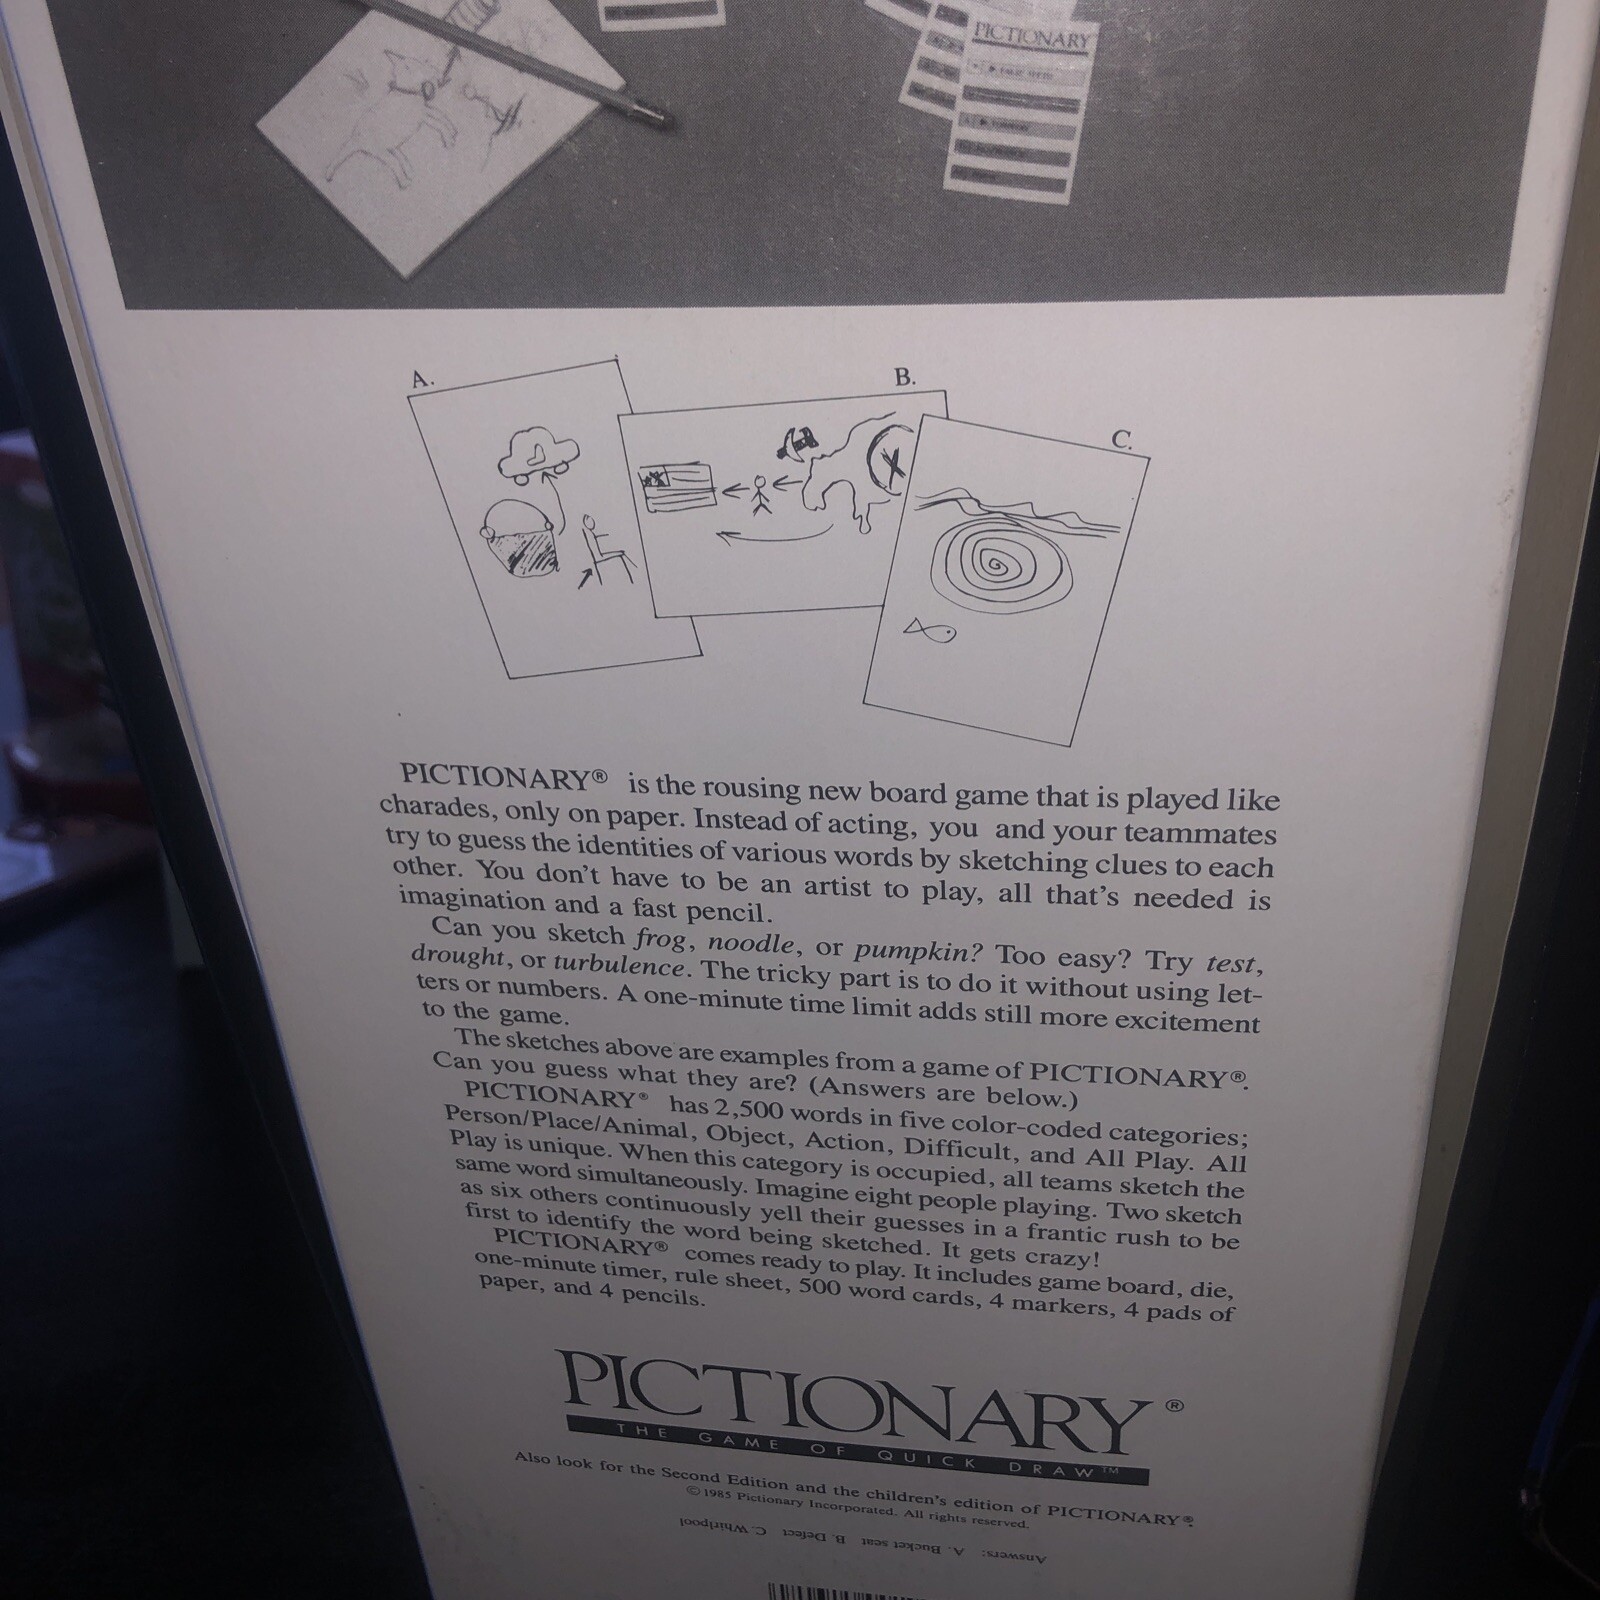 PICTIONARY
A.
B.
C.
PICTIONARY® is the rousing new board game that is played like
charades, only on paper. Instead of acting, you and your teammates
try to guess the identities of various words by sketching clues to each
other. You don't have to be an artist to play, all that's needed is
imagination and a fast pencil.
Can you sketch frog, noodle, or pumpkin? Too easy? Try test,
drought, or turbulence. The tricky part is to do it without using let-
ters or numbers. A one-minute time limit adds still more excitement
to the game.
The sketches above are examples from a game of PICTIONARY®.
Can you guess what they are? (Answers are below.)
PICTIONARY® has 2,500 words in five color-coded categories;
Person/Place/Animal, Object, Action, Difficult, and All Play. All
Play is unique. When this category is occupied, all teams sketch the
same word simultaneously. Imagine eight people playing. Two sketch
as six others continuously yell their guesses in a frantic rush to be
first to identify the word being sketched. It gets crazy!
PICTIONARY® comes ready to play. It includes game board, die,
one-minute timer, rule sheet, 500 word cards, 4 markers, 4 pads of
paper, and 4 pencils.
PICTIONARY®
THE GAME OF QUICK DRAW™
Also look for the Second Edition and the children's edition of PICTIONARY®.
©1985 Pictionary Incorporated. All rights reserved.
Answers: A. Bucket seat B. Defect C. Whirlpool